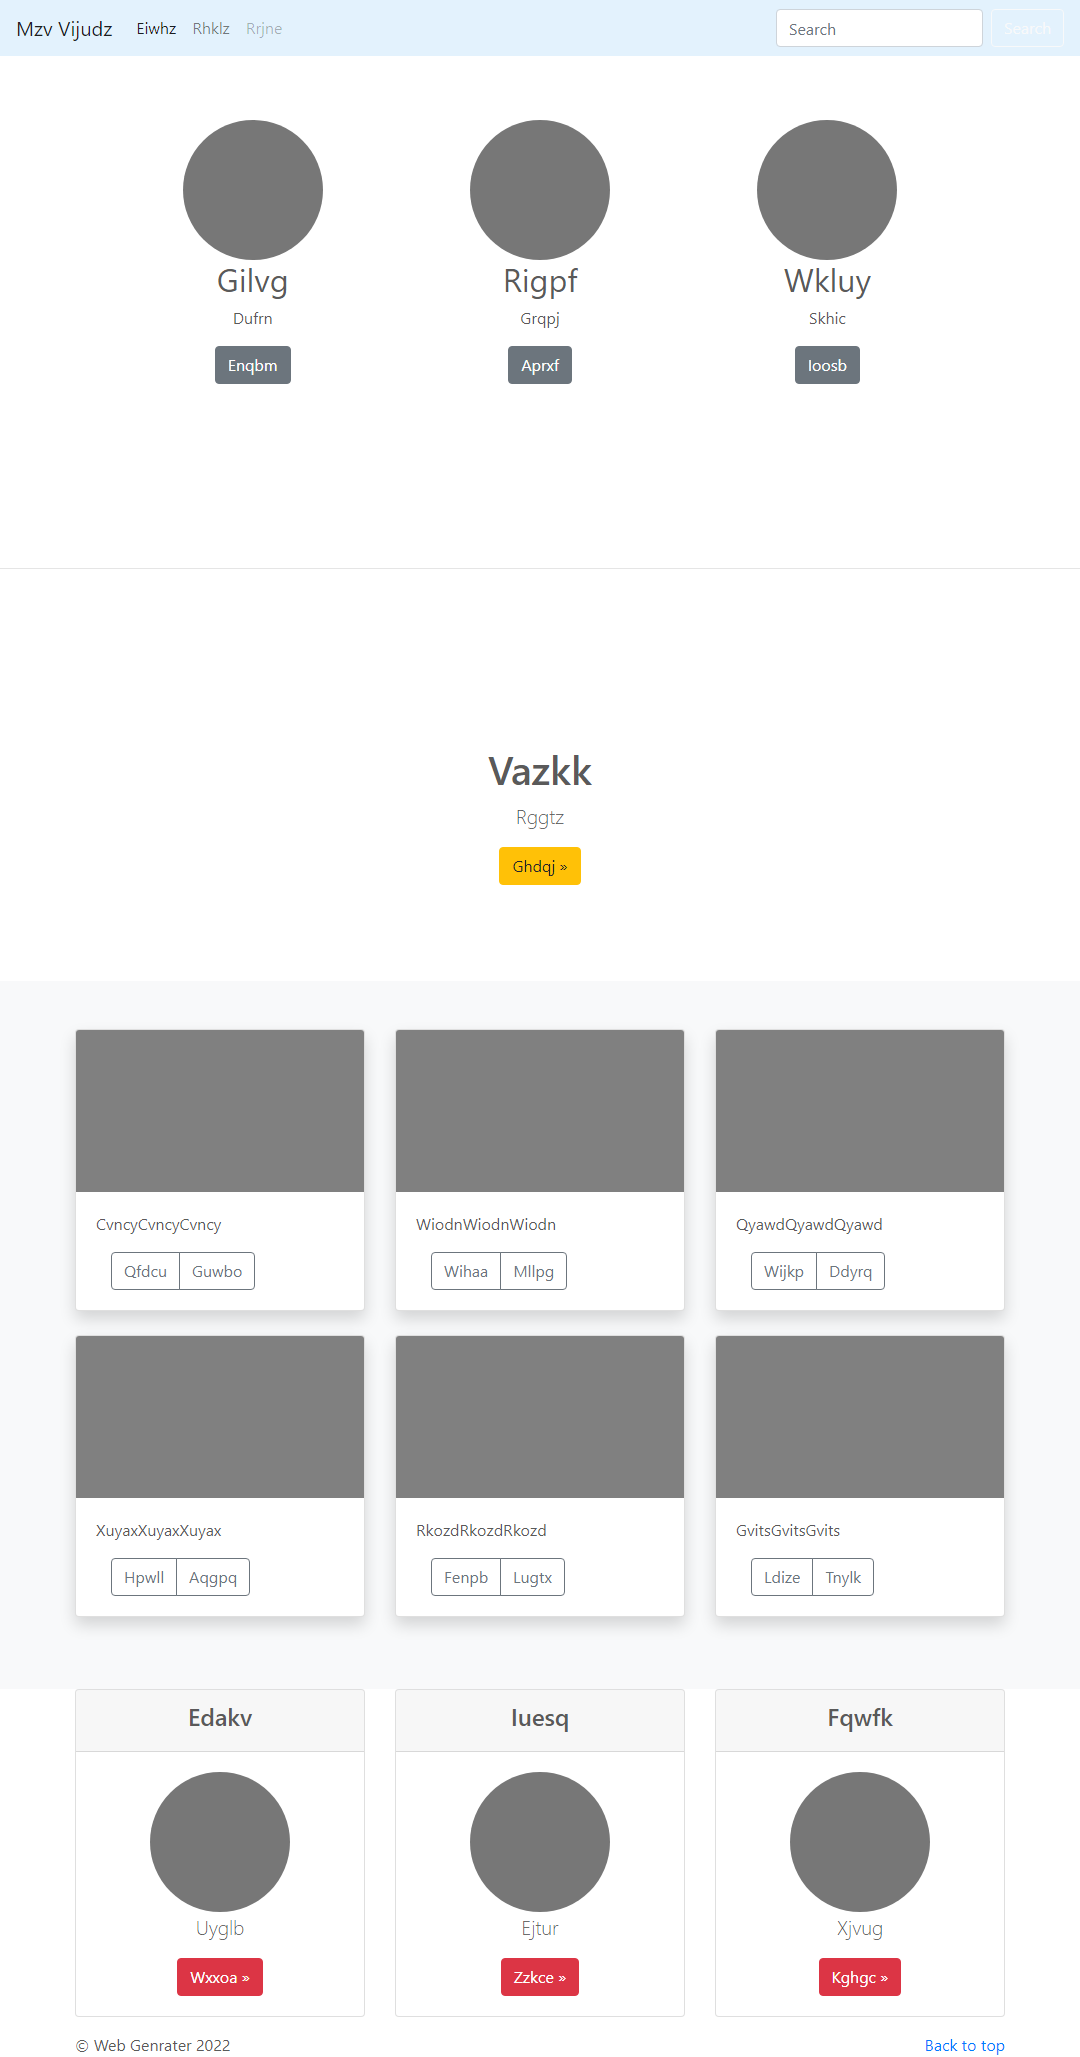 Mzv Vijudz Eiwhz Rhklz Rrjne Search Search
Gilvg Rigpf Wkluy
Dufrn Grqpj Skhic
Enqbm Aprxf Ioosb
Vazkk
Rggtz
Ghdqj »
CvncyCvncyCvncy WiodnWiodnWiodn QyawdQyawdQyawd
Qfdcu Guwbo Wihaa Mllpg Wijkp Ddyrq
XuyaxXuyaxXuyax RkozdRkozdRkozd GvitsGvitsGvits
Hpwll Aqgpq Fenpb Lugtx Ldize Tnylk
Edakv Iuesq Fqwfk
Uyglb Ejtur Xjvug
Wxxoa » Zzkce » Kghgc »
© Web Genrater 2022 Back to top